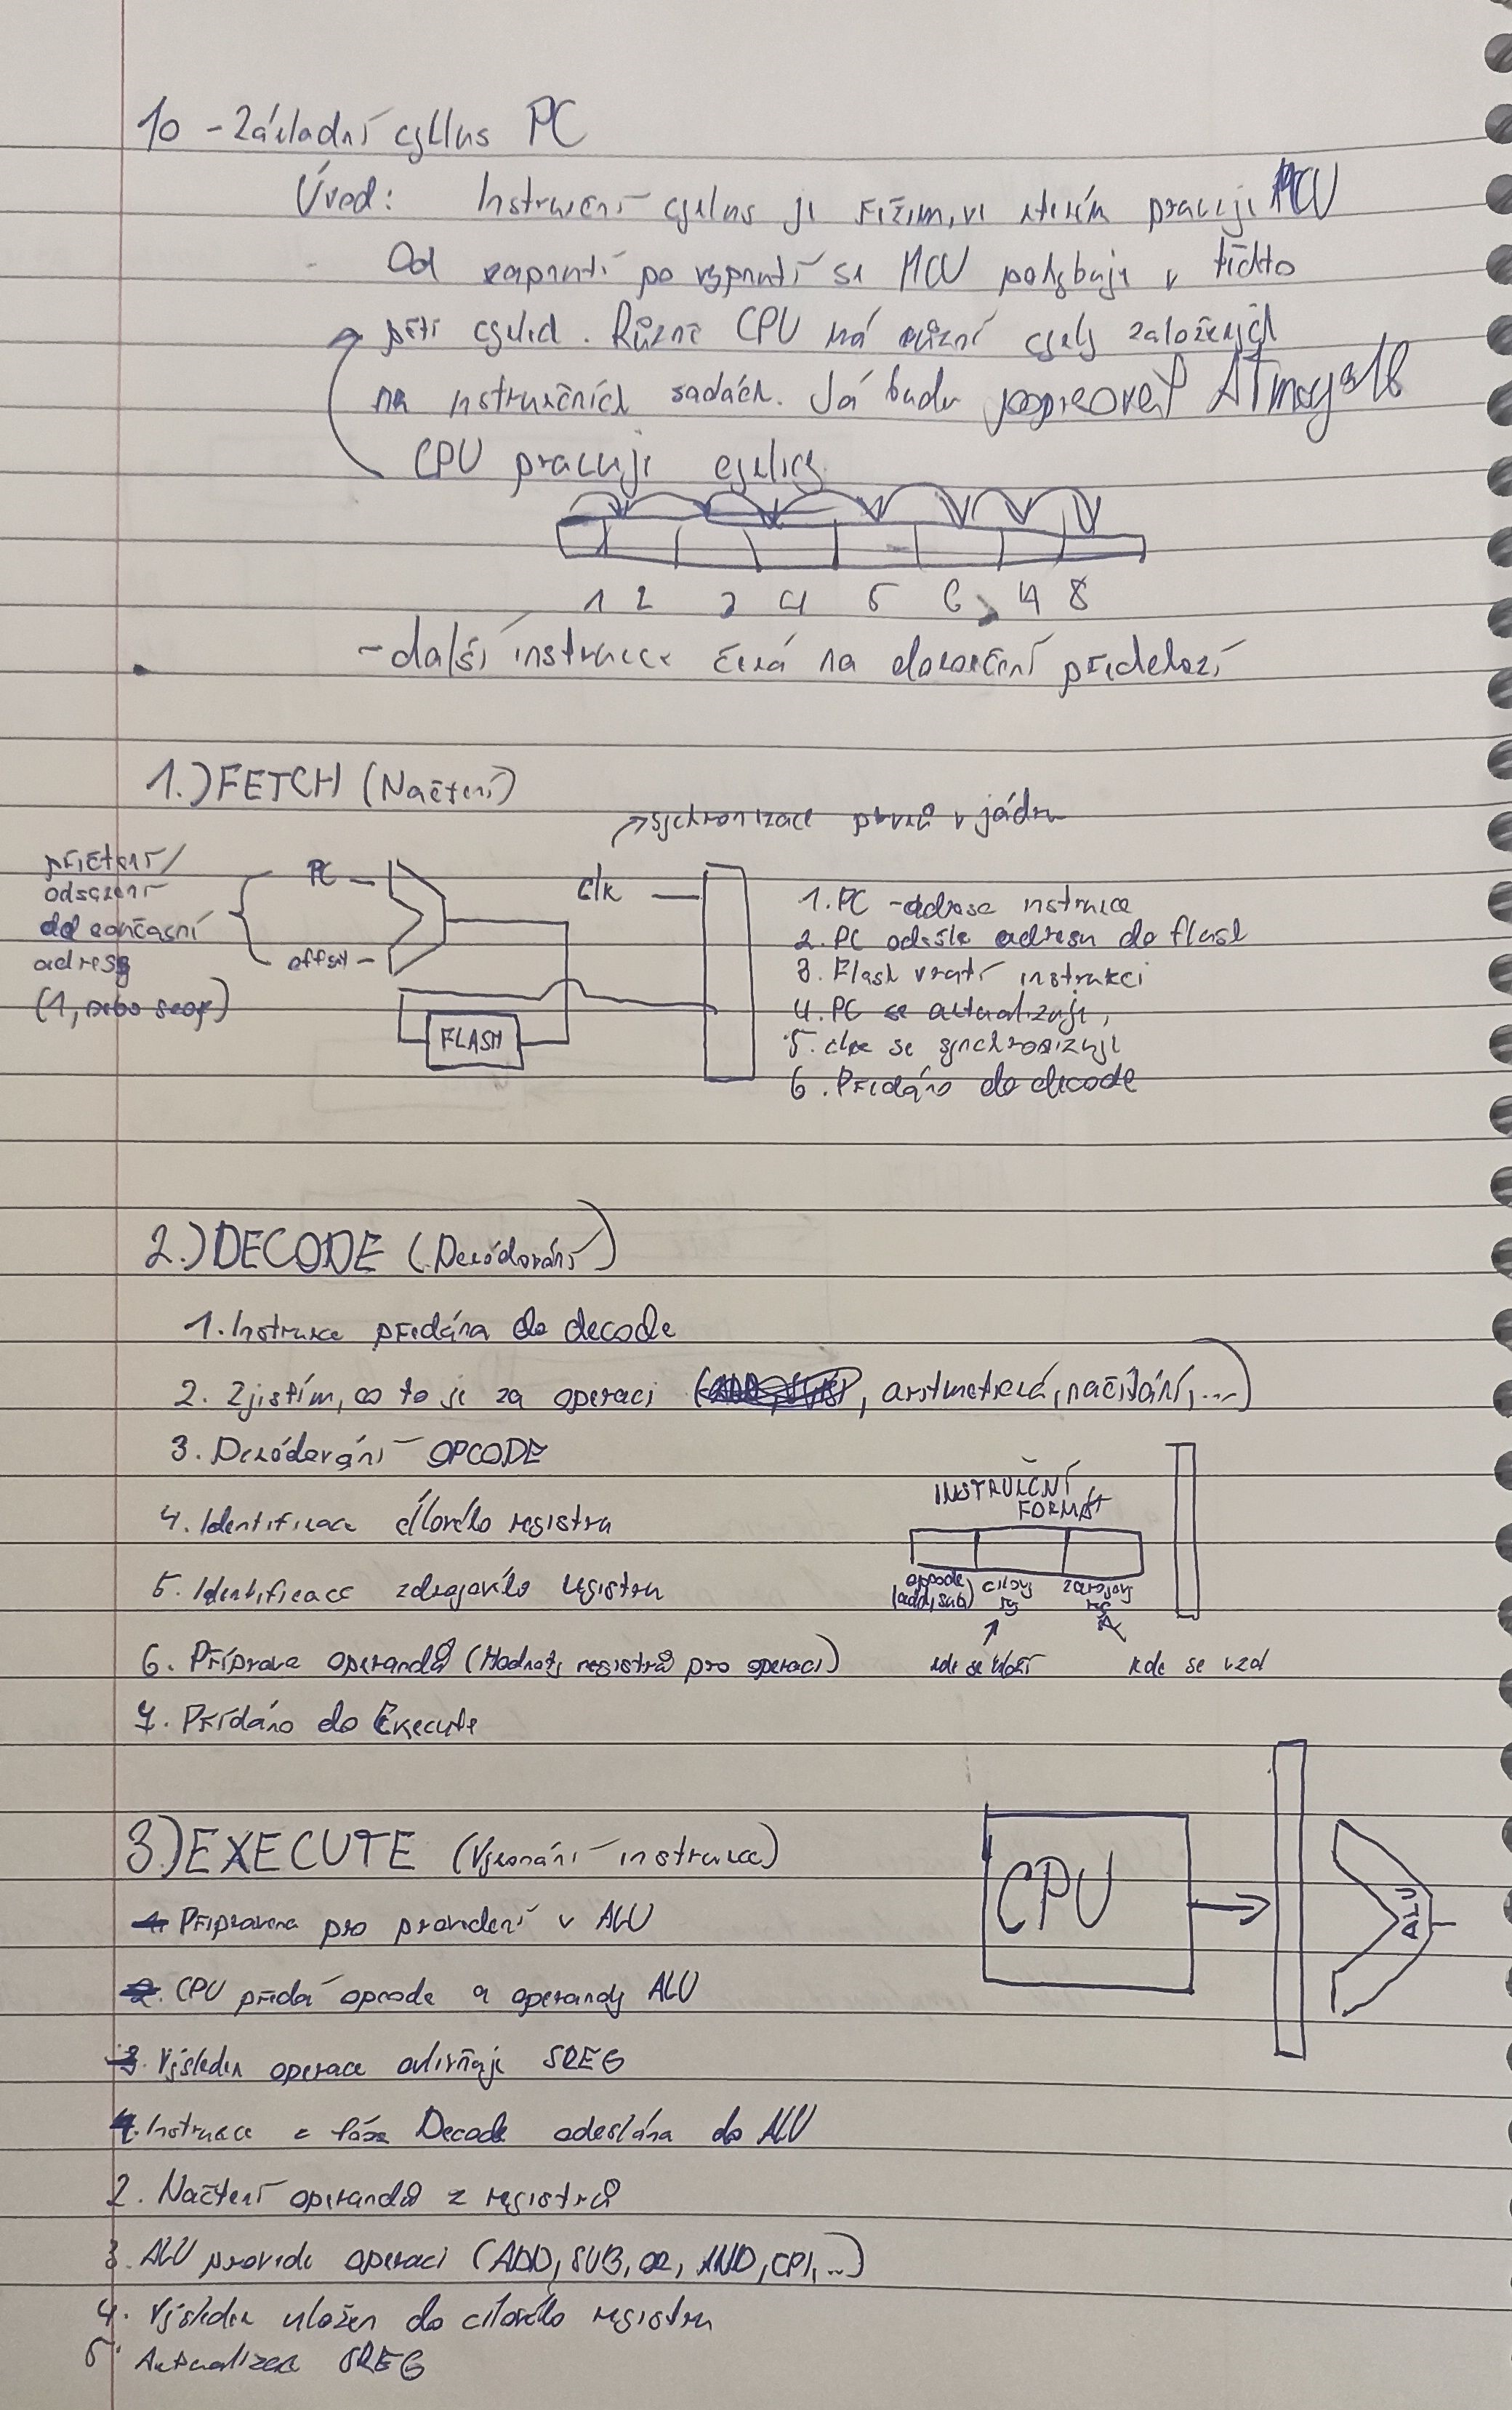 10 - Základní cyklus PC
Úvod: Instrukční cyklus je režim, ve kterém pracuje MCU
Od zapnutí po vypnutí se MCU pohybuje v těchto
pěti cyklech. Různé CPU má různé cykly založených
na instrukčních sadách. Já budu popisovat ATmega16
CPU pracuje cyklicky
1 2 3 4 5 6 7 8
- další instrukce čeká na dokončení předchozí
1.) FETCH (Načtení)
synchronizace prvků v jádru
přičtení/
odsazení
od současné
adresy
(1, nebo skok)
PC
offset
FLASH
clk
1. PC - adresa instrukce
2. PC odešle adresu do flash
3. Flash vrátí instrukci
4. PC se aktualizuje,
5. clk se synchronizuje
6. Předáno do decode
2.) DECODE (Dekódování)
1. Instrukce předána do decode
2. Zjistím, co to je za operaci (, aritmetická, načítání, ...)
3. Dekódování OPCODE
4. Identifikace cílového registru
5. Identifikace zdrojového registru
6. Příprava operandů (Hodnoty registrů pro operaci)
7. Předáno do Execute
INSTRUKČNÍ
FORMÁT
opcode
(add, sub)
cílový
rg
zdrojový
rg
kde se uloží
kde se vzal
3.) EXECUTE (Vykonání instrukce)
1. Připravena pro provedení v ALU
2. CPU předá opcode a operandy ALU
3. Výsledek operace ovlivňuje SREG
CPU
ALU
1. Instrukce z fáze Decode odeslána do ALU
2. Načtení operandů z registrů
3. ALU provede operaci (ADD, SUB, OR, AND, CPI, ..)
4. Výsledek uložen do cílového registru
5. Aktualizace SREG